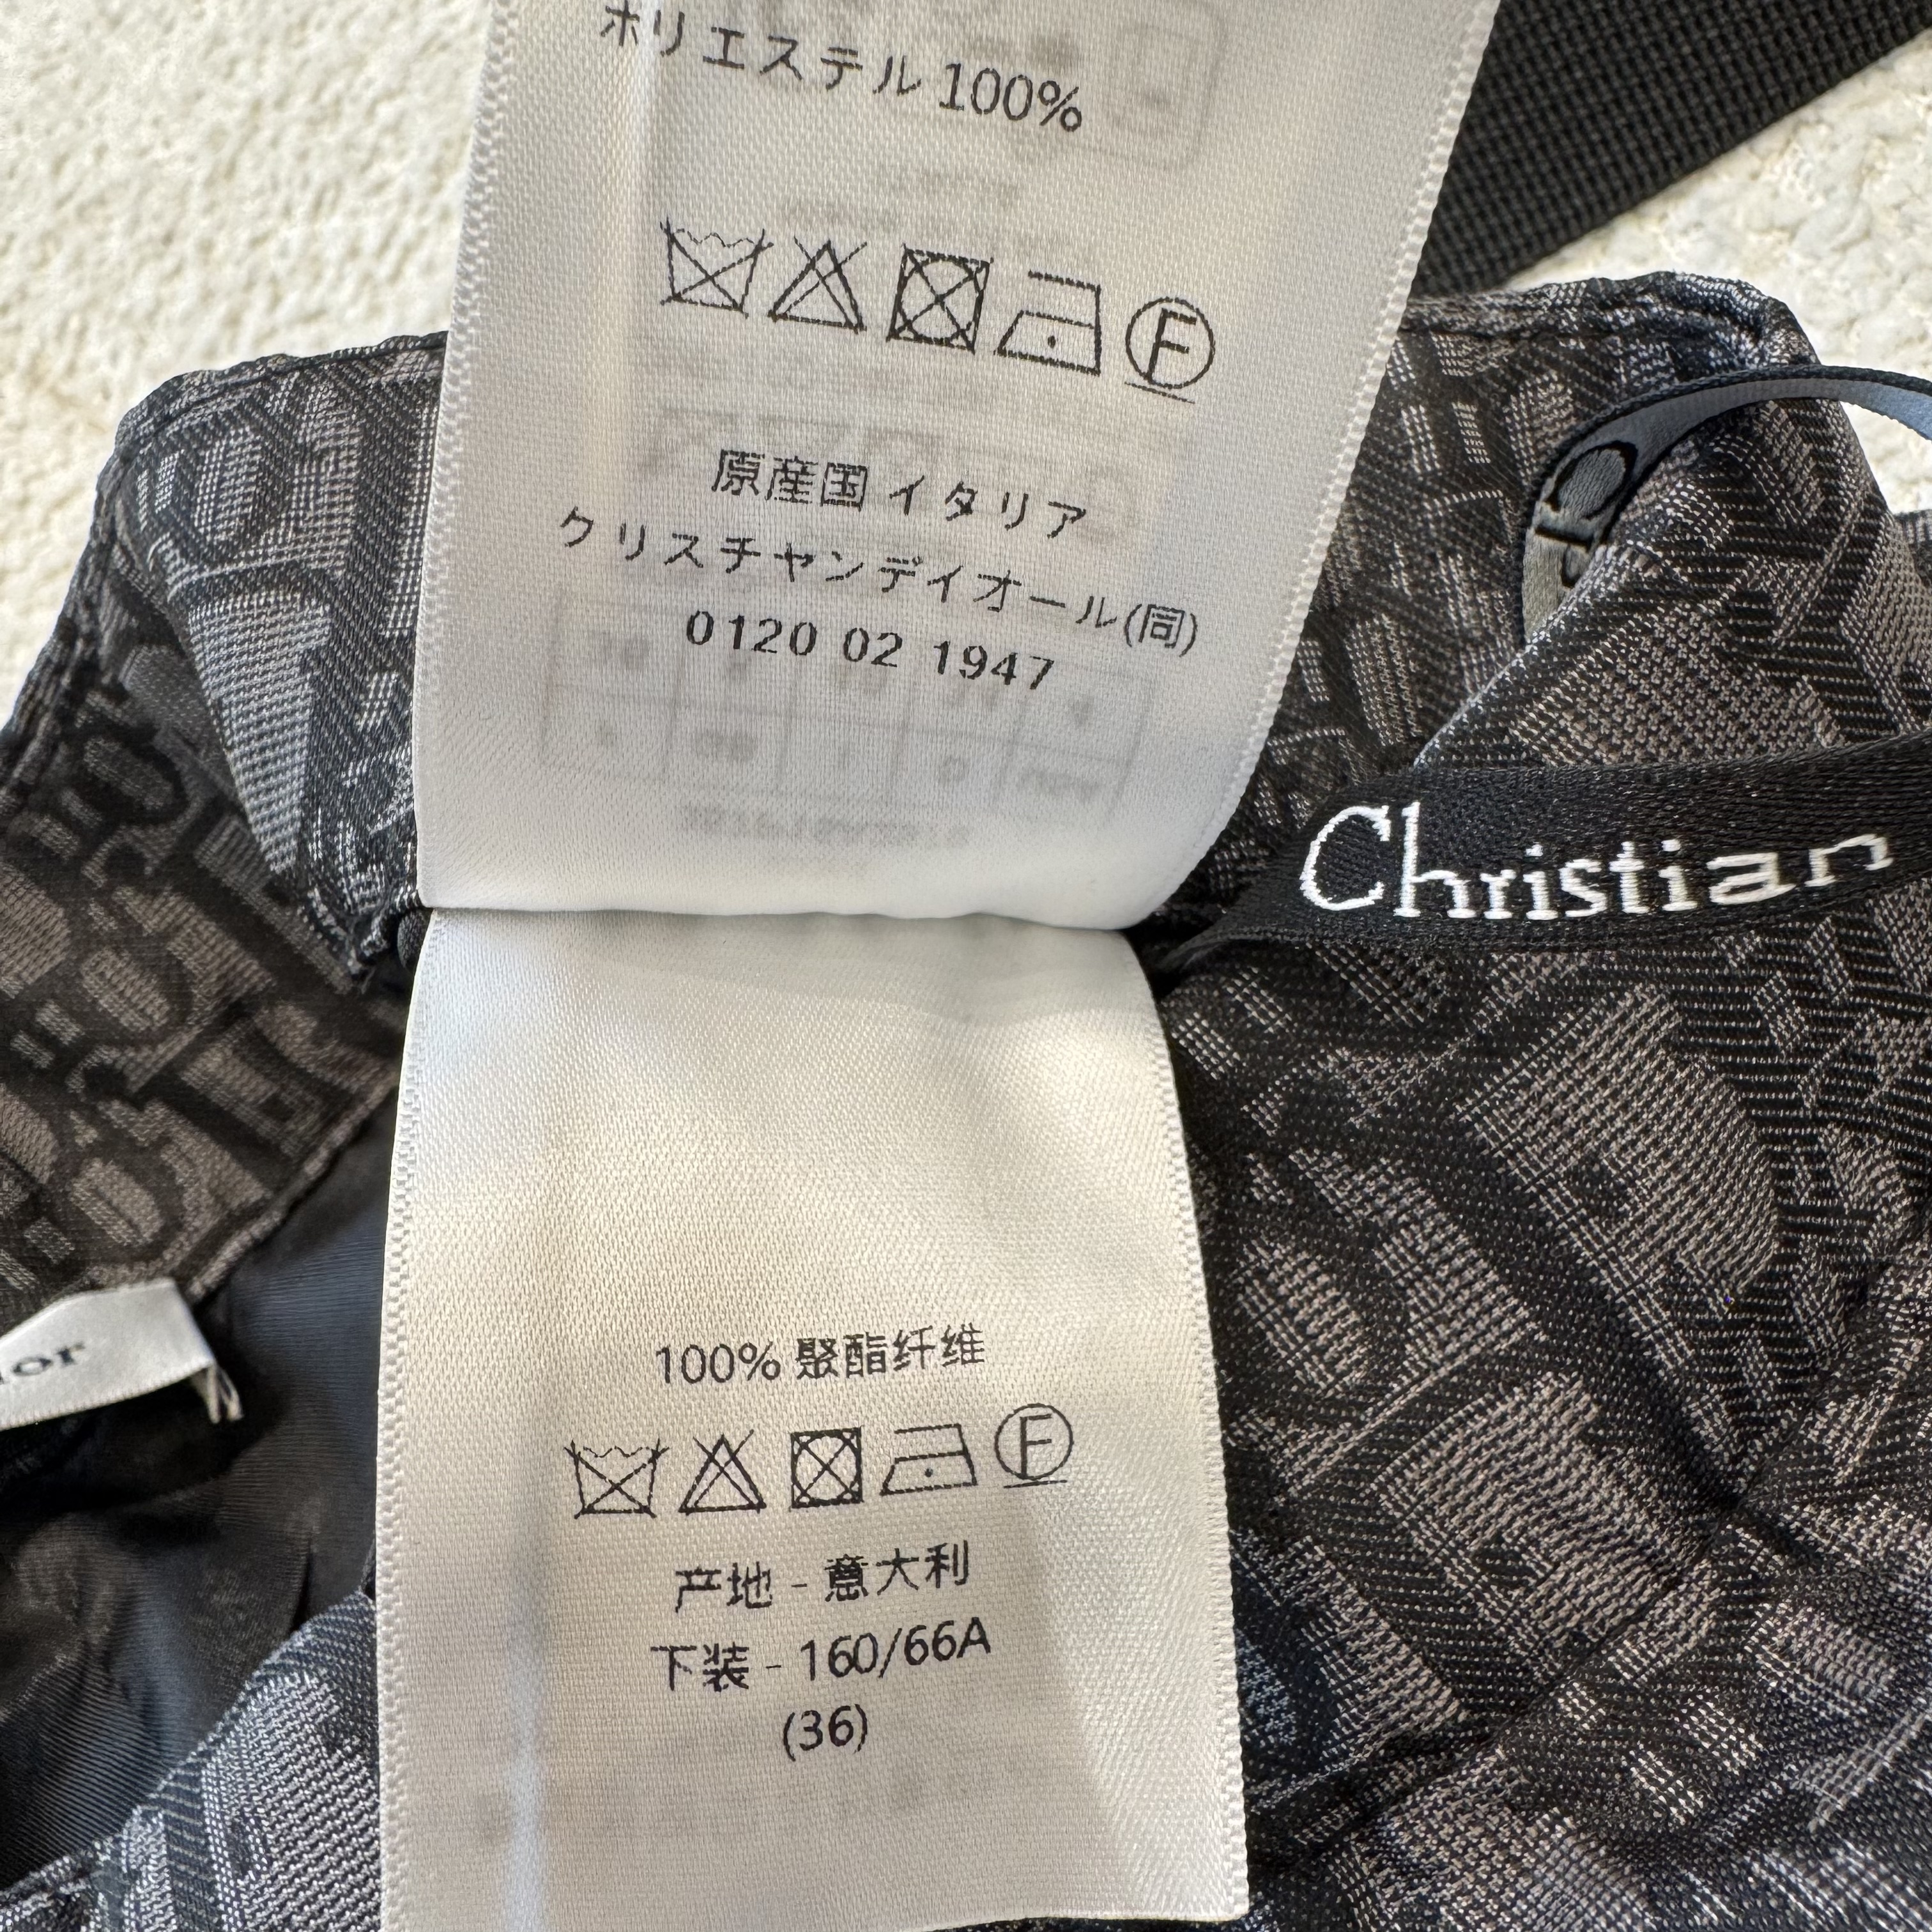 ポリエステル 100%
F
原産国 イタリア
クリスチャンディオール(同)
0120 02 1947
Christian
100% 聚酯纤维
F
产地 - 意大利
下装 - 160/66A
(36)